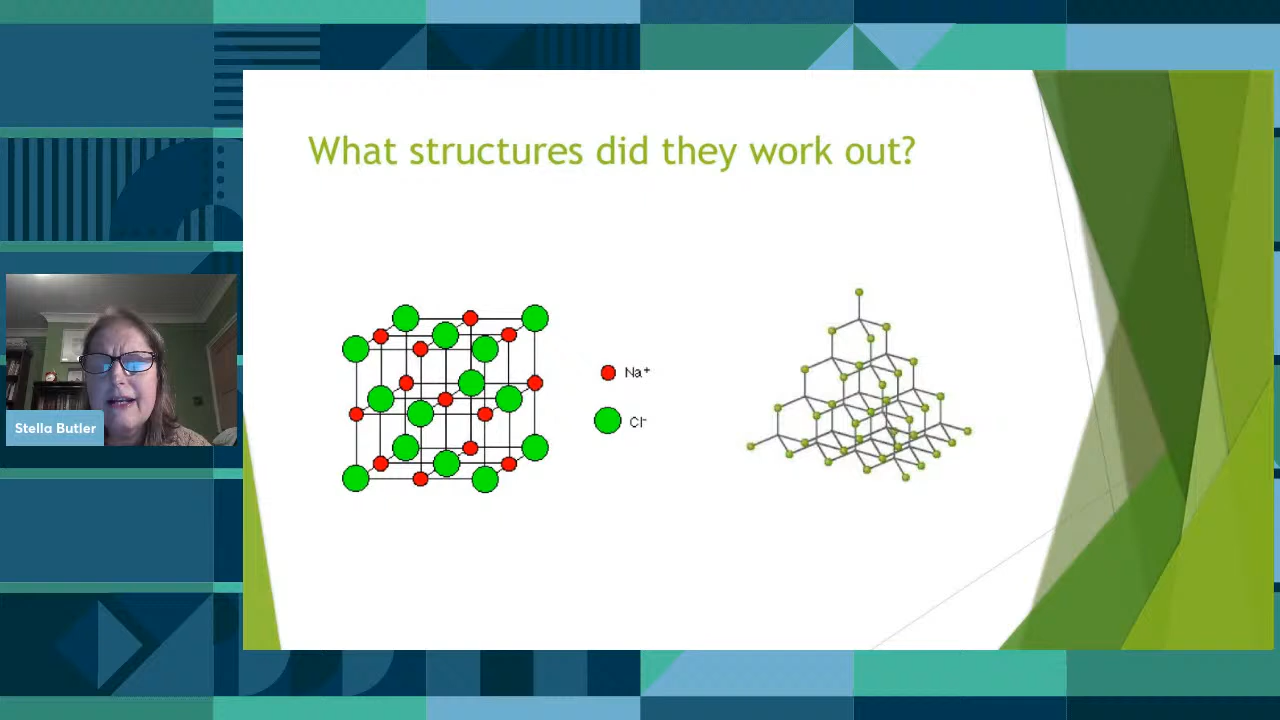 What structures did they work out?
Na⁺
Cl⁻
Stella Butler